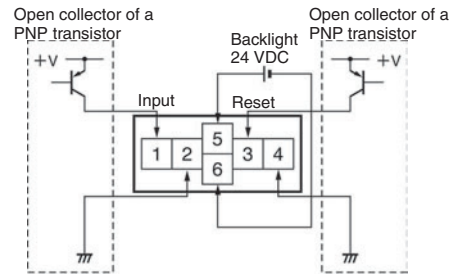 Open collector of a
PNP transistor
Open collector of a
PNP transistor
Backlight
24 VDC
+V
+V
Input
Reset
1 2 5 3 4
6